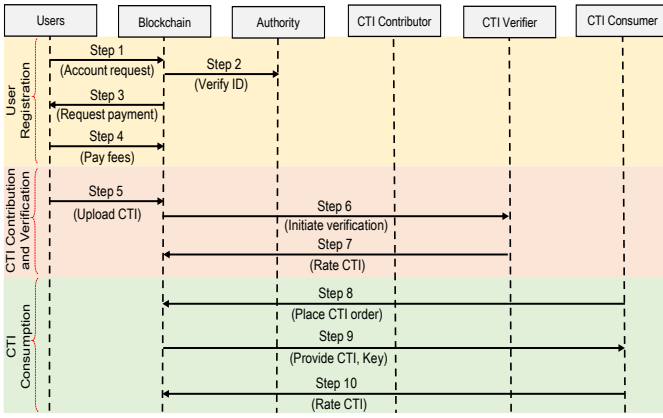 Users
Blockchain
Authority
CTI Contributor
CTI Verifier
CTI Consumer
User
Registration
Step 1
(Account request)
Step 2
(Verify ID)
Step 3
(Request payment)
Step 4
(Pay fees)
CTI Contribution
and Verification
Step 5
(Upload CTI)
Step 6
(Initiate verification)
Step 7
(Rate CTI)
CTI
Consumption
Step 8
(Place CTI order)
Step 9
(Provide CTI, Key)
Step 10
(Rate CTI)